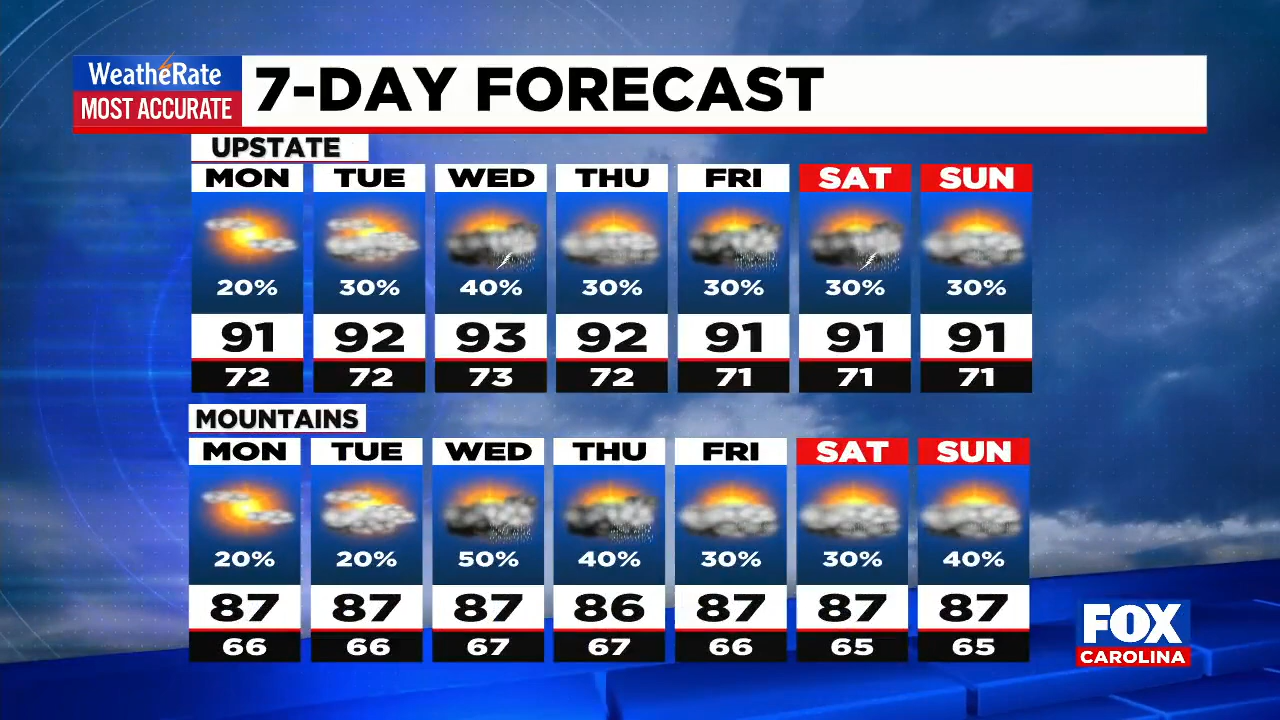 WeatheRate
MOST ACCURATE
7-DAY FORECAST
UPSTATE
MON TUE WED THU FRI SAT SUN
20% 30% 40% 30% 30% 30% 30%
91 92 93 92 91 91 91
72 72 73 72 71 71 71
MOUNTAINS
MON TUE WED THU FRI SAT SUN
20% 20% 50% 40% 30% 30% 40%
87 87 87 86 87 87 87
66 66 67 67 66 65 65
FOX
CAROLINA